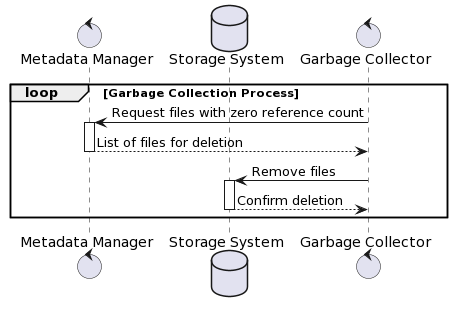 Metadata Manager Storage System Garbage Collector
loop [Garbage Collection Process]
Request files with zero reference count
List of files for deletion
Remove files
Confirm deletion
Metadata Manager Storage System Garbage Collector